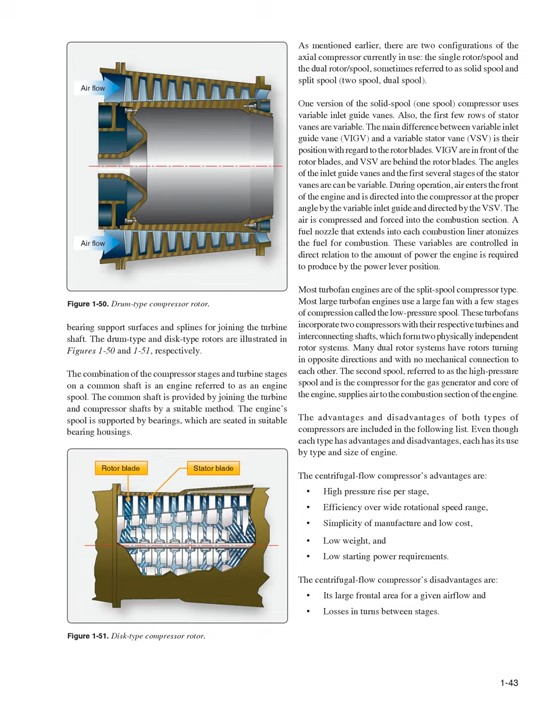 Air flow
Air flow
Figure 1-50. Drum-type compressor rotor.
bearing support surfaces and splines for joining the turbine
shaft. The drum-type and disk-type rotors are illustrated in
Figures 1-50 and 1-51, respectively.
The combination of the compressor stages and turbine stages
on a common shaft is an engine referred to as an engine
spool. The common shaft is provided by joining the turbine
and compressor shafts by a suitable method. The engine's
spool is supported by bearings, which are seated in suitable
bearing housings.
Rotor blade
Stator blade
Figure 1-51. Disk-type compressor rotor.
As mentioned earlier, there are two configurations of the
axial compressor currently in use: the single rotor/spool and
the dual rotor/spool, sometimes referred to as solid spool and
split spool (two spool, dual spool).
One version of the solid-spool (one spool) compressor uses
variable inlet guide vanes. Also, the first few rows of stator
vanes are variable. The main difference between variable inlet
guide vane (VIGV) and a variable stator vane (VSV) is their
position with regard to the rotor blades. VIGV are in front of the
rotor blades, and VSV are behind the rotor blades. The angles
of the inlet guide vanes and the first several stages of the stator
vanes are can be variable. During operation, air enters the front
of the engine and is directed into the compressor at the proper
angle by the variable inlet guide and directed by the VSV. The
air is compressed and forced into the combustion section. A
fuel nozzle that extends into each combustion liner atomizes
the fuel for combustion. These variables are controlled in
direct relation to the amount of power the engine is required
to produce by the power lever position.
Most turbofan engines are of the split-spool compressor type.
Most large turbofan engines use a large fan with a few stages
of compression called the low-pressure spool. These turbofans
incorporate two compressors with their respective turbines and
interconnecting shafts, which form two physically independent
rotor systems. Many dual rotor systems have rotors turning
in opposite directions and with no mechanical connection to
each other. The second spool, referred to as the high-pressure
spool and is the compressor for the gas generator and core of
the engine, supplies air to the combustion section of the engine.
The advantages and disadvantages of both types of
compressors are included in the following list. Even though
each type has advantages and disadvantages, each has its use
by type and size of engine.
The centrifugal-flow compressor's advantages are:
• High pressure rise per stage,
• Efficiency over wide rotational speed range,
• Simplicity of manufacture and low cost,
• Low weight, and
• Low starting power requirements.
The centrifugal-flow compressor's disadvantages are:
• Its large frontal area for a given airflow and
• Losses in turns between stages.
1-43